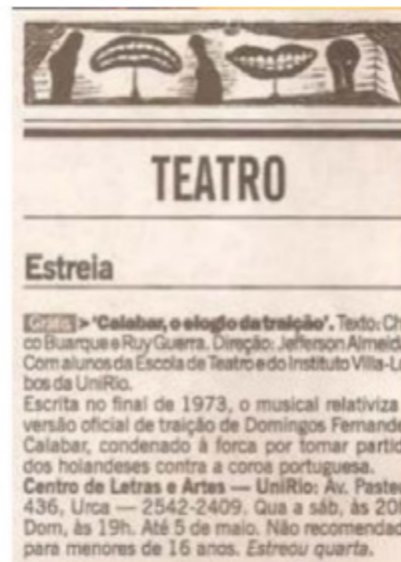 TEATRO
Estreia
Grátis > 'Calabar, o elogio da traição'. Texto: Ch
co Buarque e Ruy Guerra. Direção: Jefferson Almeid
Com alunos da Escola de Teatro e do Instituto Villa-L
bos da UniRio.
Escrita no final de 1973, o musical relativiza
versão oficial de traição de Domingos Fernande
Calabar, condenado à forca por tomar partid
dos holandeses contra a coroa portuguesa.
Centro de Letras e Artes — UniRio: Av. Paste
436, Urca — 2542-2409. Qua a sáb, às 20h
Dom, às 19h. Até 5 de maio. Não recomendad
para menores de 16 anos. Estreou quarta.